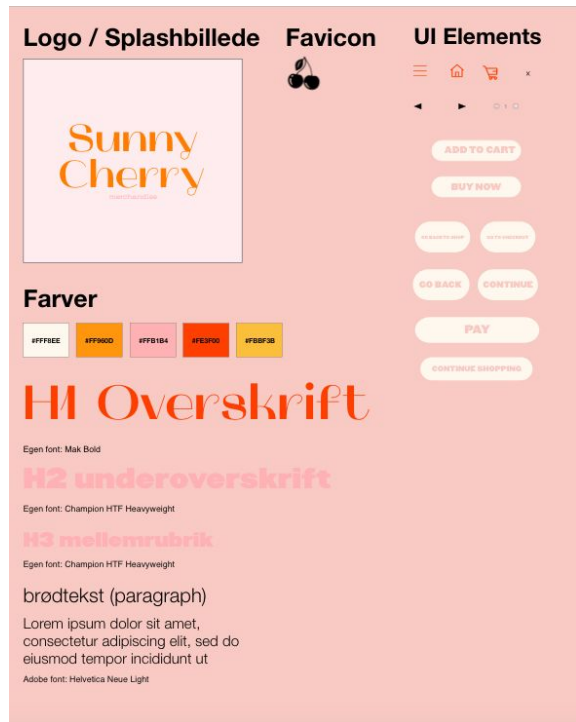 Logo / Splashbillede
Favicon
UI Elements
Sunny
Cherry
merchandise
x
ADD TO CART
BUY NOW
GO BACK
CONTINUE
PAY
CONTINUE SHOPPING
Farver
#FFF8EE
#FF960D
#FFB1B4
#FE3F00
#FBBF3B
H1 Overskrift
Egen font: Mak Bold
H2 underoverskrift
Egen font: Champion HTF Heavyweight
H3 mellemrubrik
Egen font: Champion HTF Heavyweight
brødtekst (paragraph)
Lorem ipsum dolor sit amet,
consectetur adipiscing elit, sed do
eiusmod tempor incididunt ut
Adobe font: Helvetica Neue Light